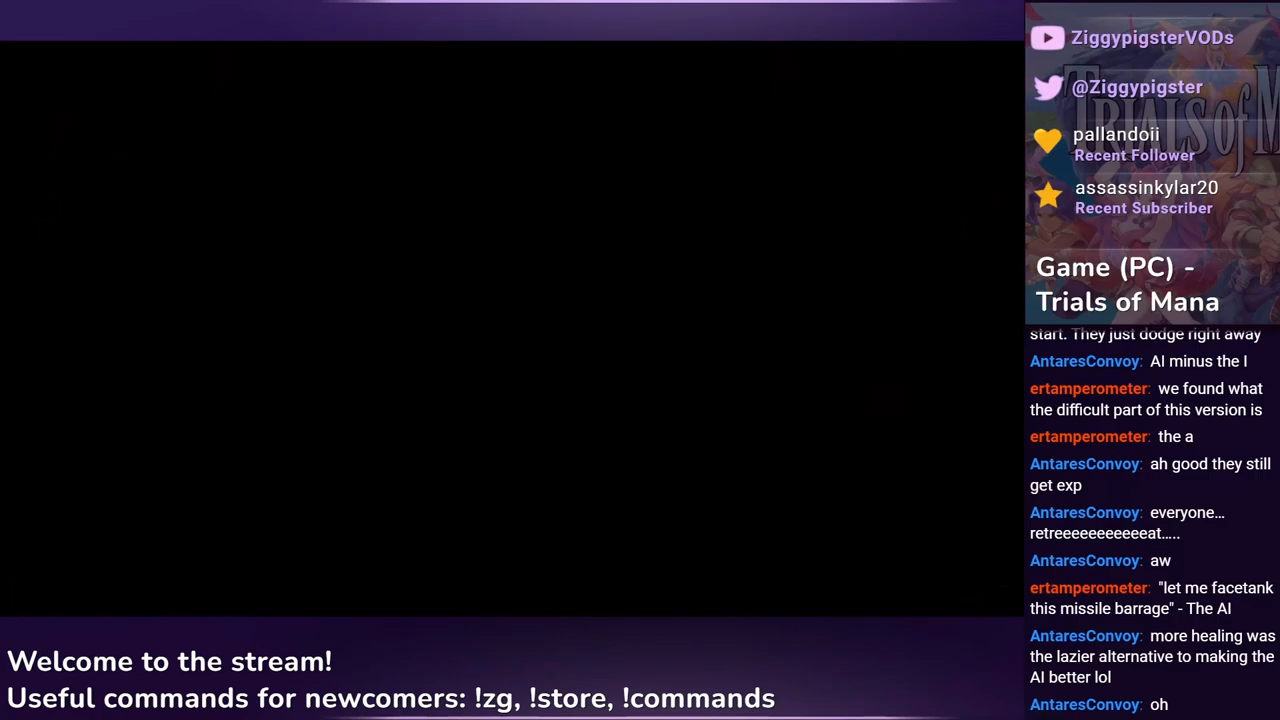 ZiggypigsterVODs
@Ziggypigster
pallandoii
Recent Follower
assassinkylar20
Recent Subscriber
Game (PC) -
Trials of Mana
start. They just dodge right away
AntaresConvoy: AI minus the I
ertamperometer: we found what
the difficult part of this version is
ertamperometer: the a
AntaresConvoy: ah good they still
get exp
AntaresConvoy: everyone...
retreeeeeeeeeeat.....
AntaresConvoy: aw
ertamperometer: "let me facetank
this missile barrage" - The AI
AntaresConvoy: more healing was
the lazier alternative to making the
AI better lol
AntaresConvoy: oh
TRIALS of M
Welcome to the stream!
Useful commands for newcomers: !zg, !store, !commands